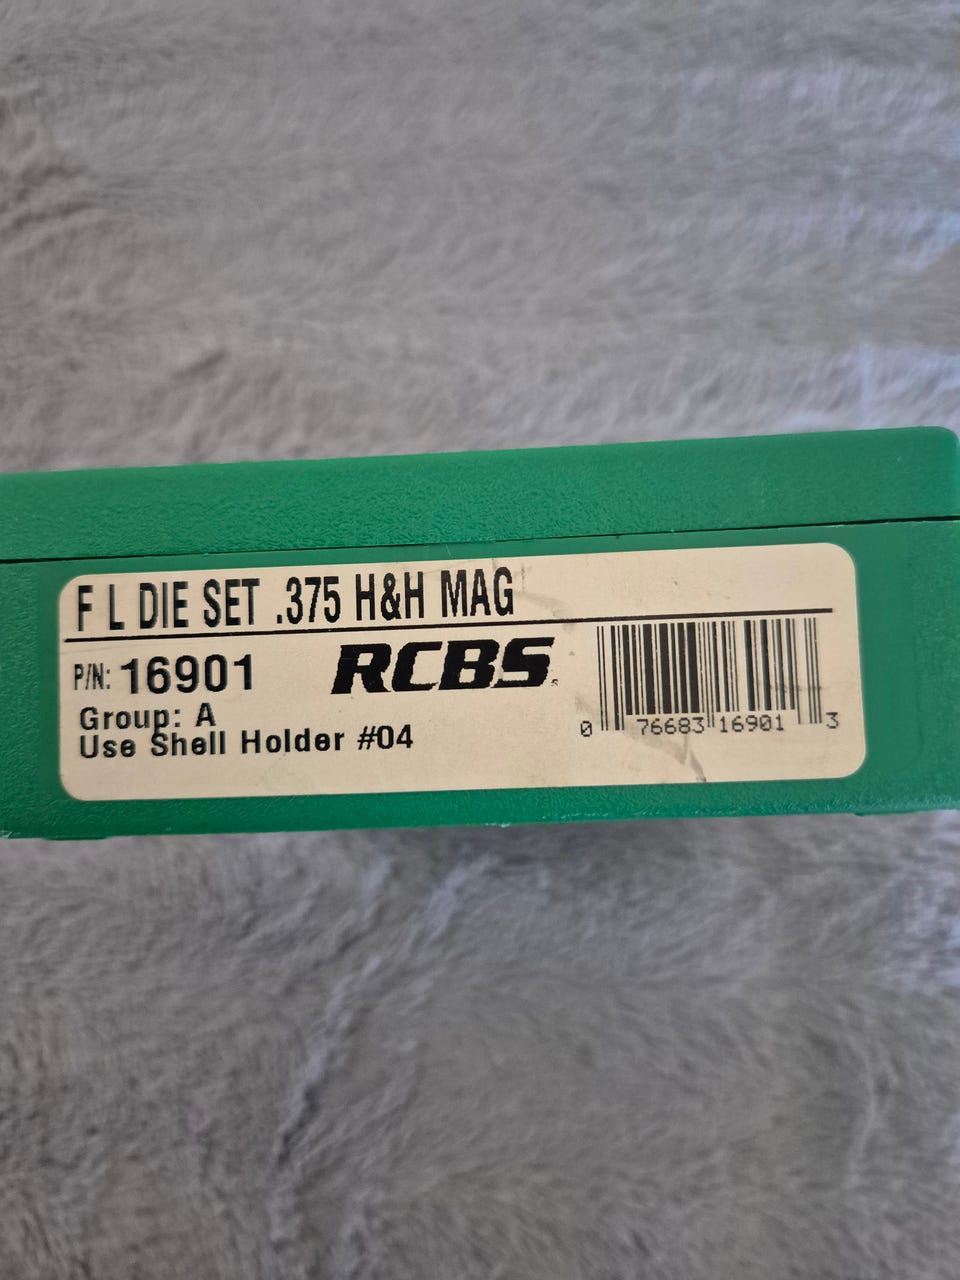 F L DIE SET .375 H&H MAG
P/N: 16901
RCBS
Group: A
Use Shell Holder #04
0 76683 16901 3